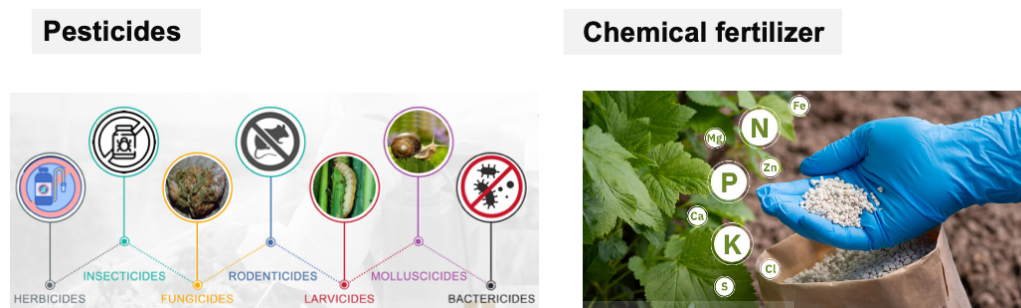 Pesticides
Chemical fertilizer
INSECTICIDES
RODENTICIDES
MOLLUSCICIDES
HERBICIDES
FUNGICIDES
LARVICIDES
BACTERICIDES
Fe
N
Mg
Zn
P
Ca
K
Cl
S